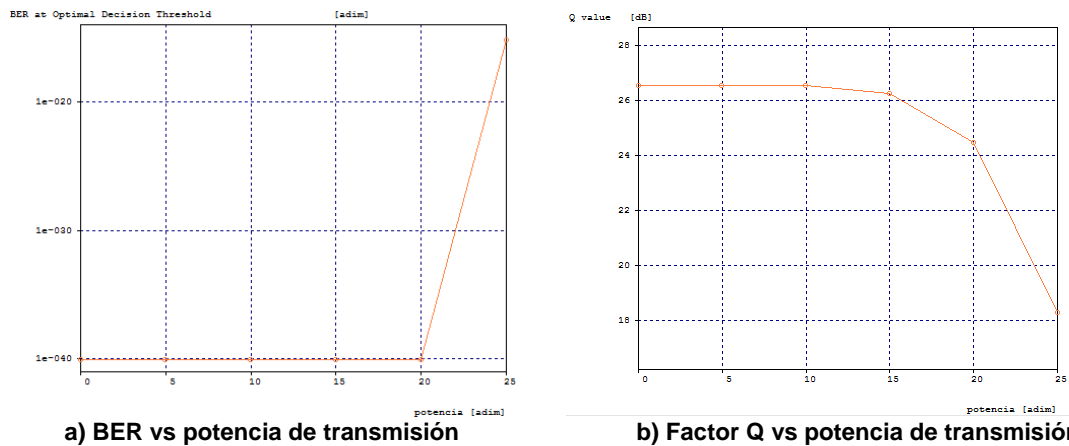 BER at Optimal Decision Threshold [adim]
1e-020
1e-030
1e-040
0 5 10 15 20 25
potencia [adim]
a) BER vs potencia de transmisión
Q value [dB]
28
26
24
22
20
18
0 5 10 15 20 25
potencia [adim]
b) Factor Q vs potencia de transmisión